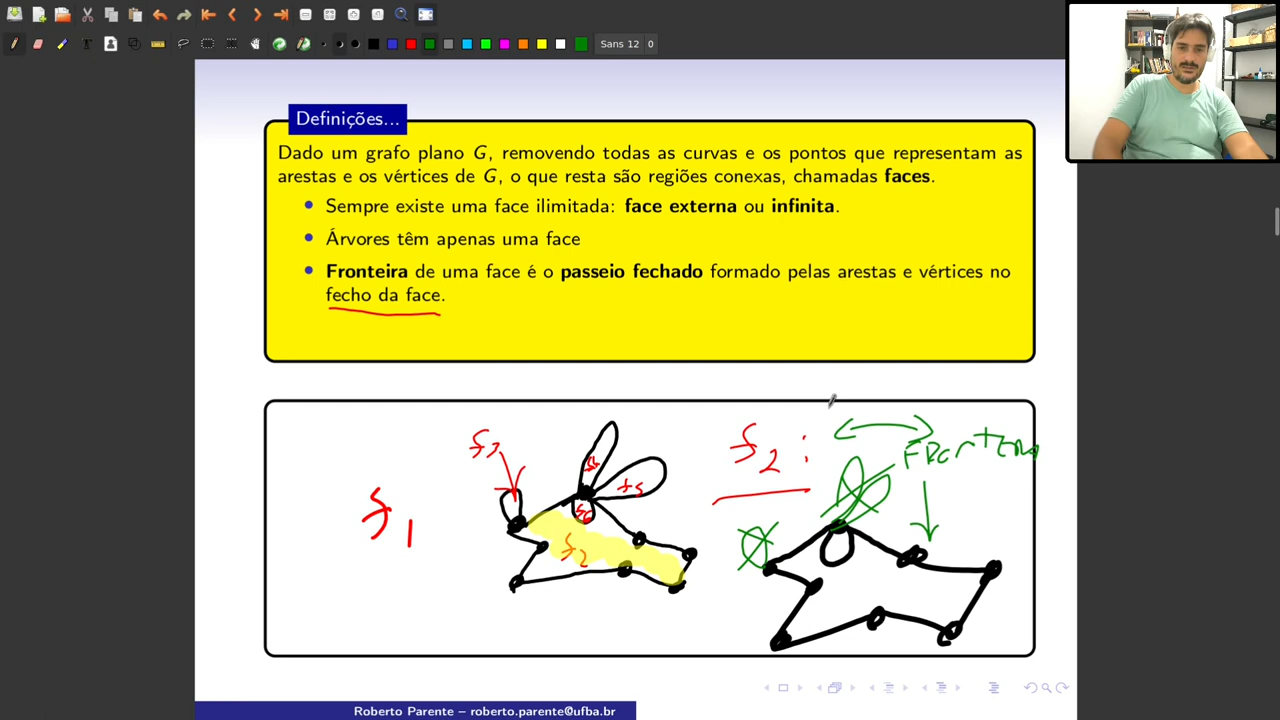 Sans 12 0
Definições...
Dado um grafo plano G, removendo todas as curvas e os pontos que representam as
arestas e os vértices de G, o que resta são regiões conexas, chamadas faces.
Sempre existe uma face ilimitada: face externa ou infinita.
Árvores têm apenas uma face
Fronteira de uma face é o passeio fechado formado pelas arestas e vértices no
fecho da face.
f1
f2
f5
f2 :
Roberto Parente – roberto.parente@ufba.br